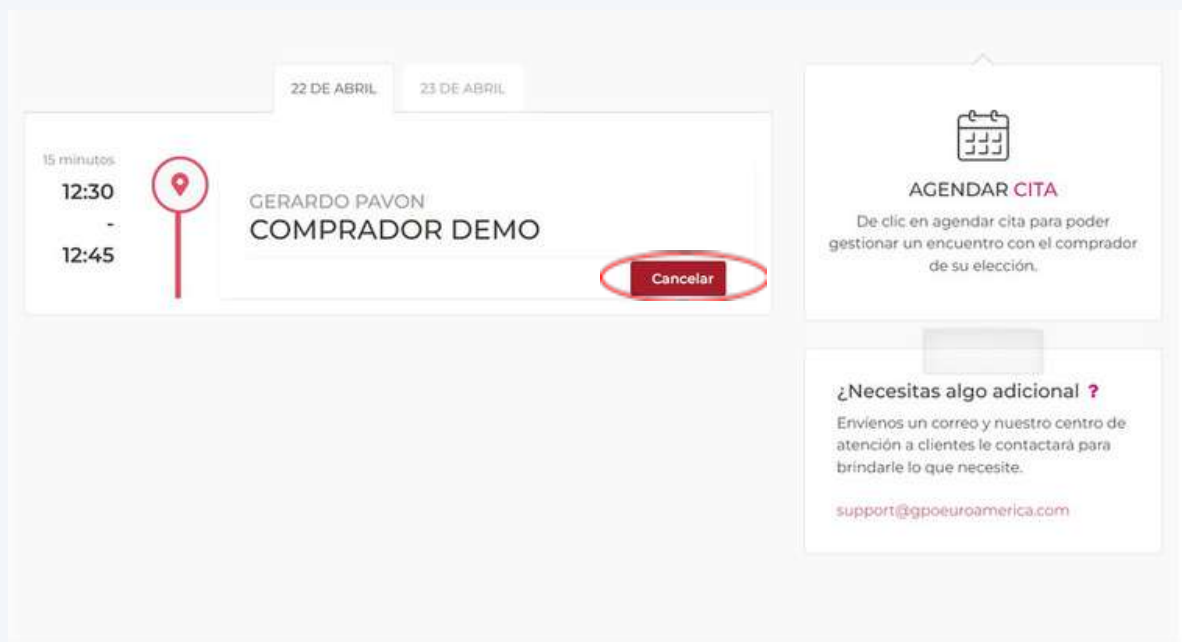 22 DE ABRIL
23 DE ABRIL
15 minutos
12:30
-
12:45
GERARDO PAVON
COMPRADOR DEMO
Cancelar
AGENDAR CITA
De clic en agendar cita para poder
gestionar un encuentro con el comprador
de su elección.
¿Necesitas algo adicional ?
Envíenos un correo y nuestro centro de
atención a clientes le contactará para
brindarle lo que necesite.
support@gpoeuroamerica.com